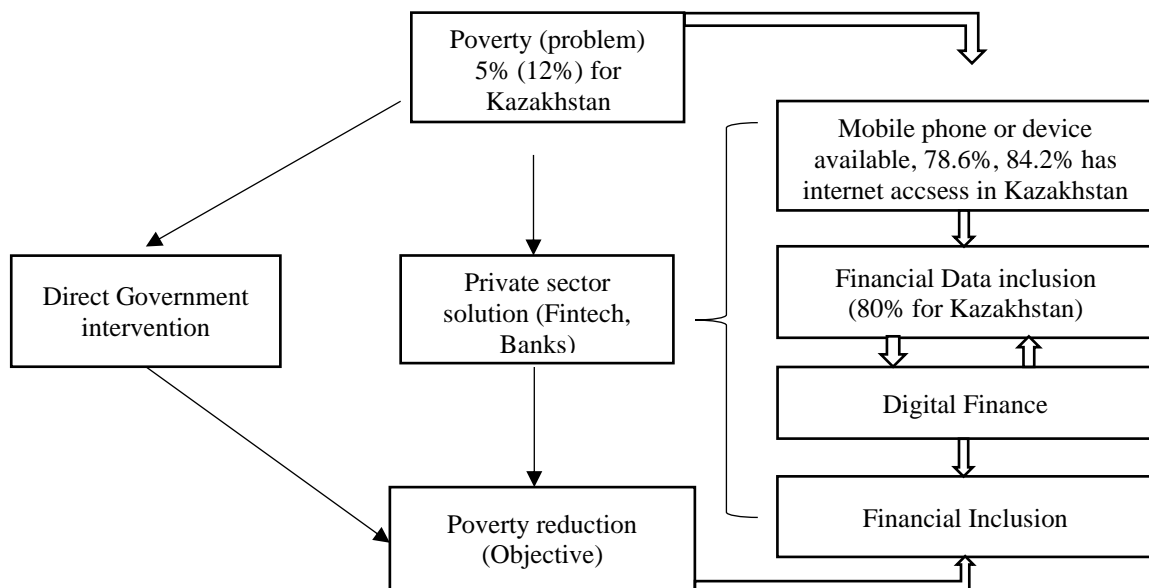 Poverty (problem)
5% (12%) for
Kazakhstan
Mobile phone or device
available, 78.6%, 84.2% has
internet accsess in Kazakhstan
Direct Government
intervention
Private sector
solution (Fintech,
Banks)
Financial Data inclusion
(80% for Kazakhstan)
Digital Finance
Poverty reduction
(Objective)
Financial Inclusion